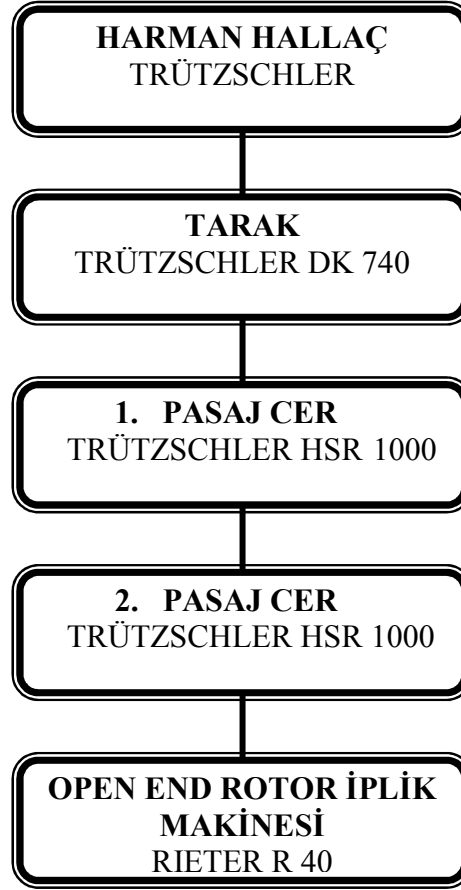 HARMAN HALLAÇ
TRÜTZSCHLER
TARAK
TRÜTZSCHLER DK 740
1. PASAJ CER
TRÜTZSCHLER HSR 1000
2. PASAJ CER
TRÜTZSCHLER HSR 1000
OPEN END ROTOR İPLİK
MAKİNESİ
RIETER R 40